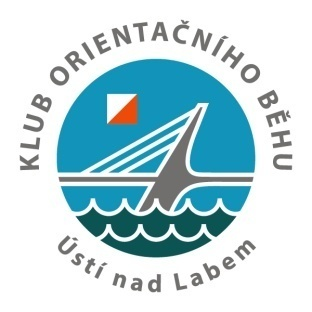 KLUB ORIENTAČNÍHO BĚHU
Ústí nad Labem